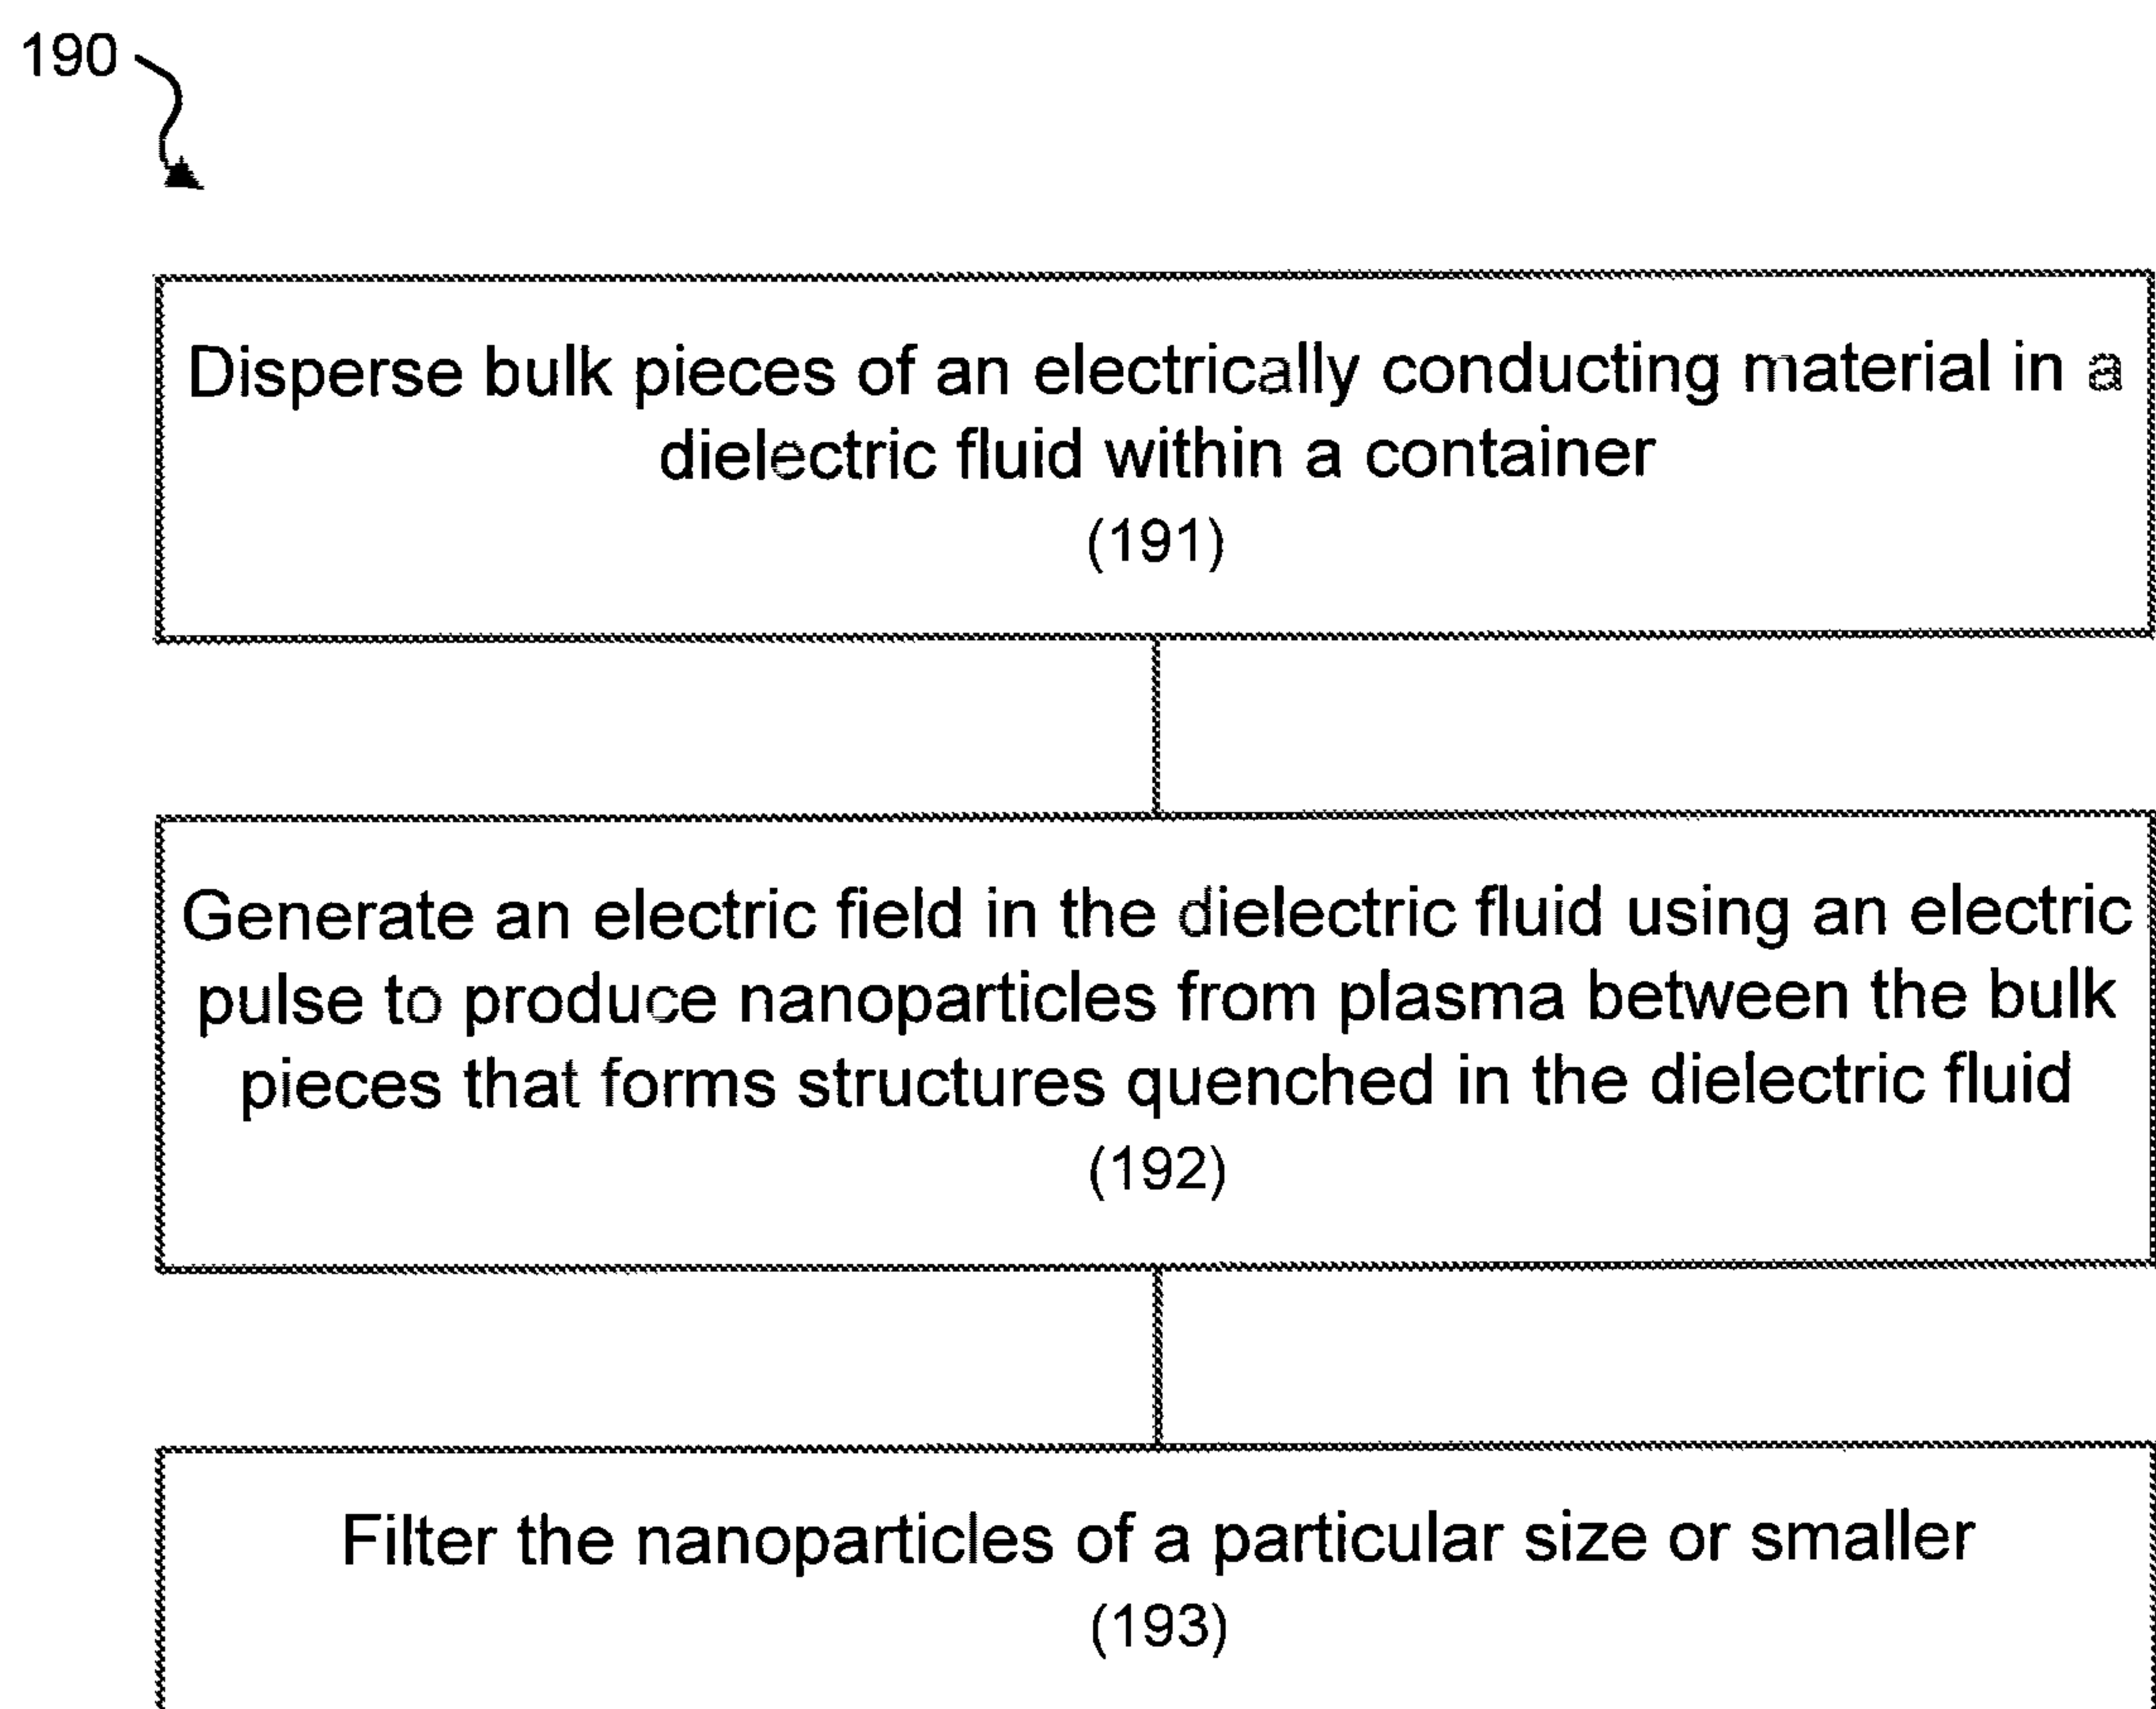 190
Disperse bulk pieces of an electrically conducting material in a
dielectric fluid within a container
(191)
Generate an electric field in the dielectric fluid using an electric
pulse to produce nanoparticles from plasma between the bulk
pieces that forms structures quenched in the dielectric fluid
(192)
Filter the nanoparticles of a particular size or smaller
(193)